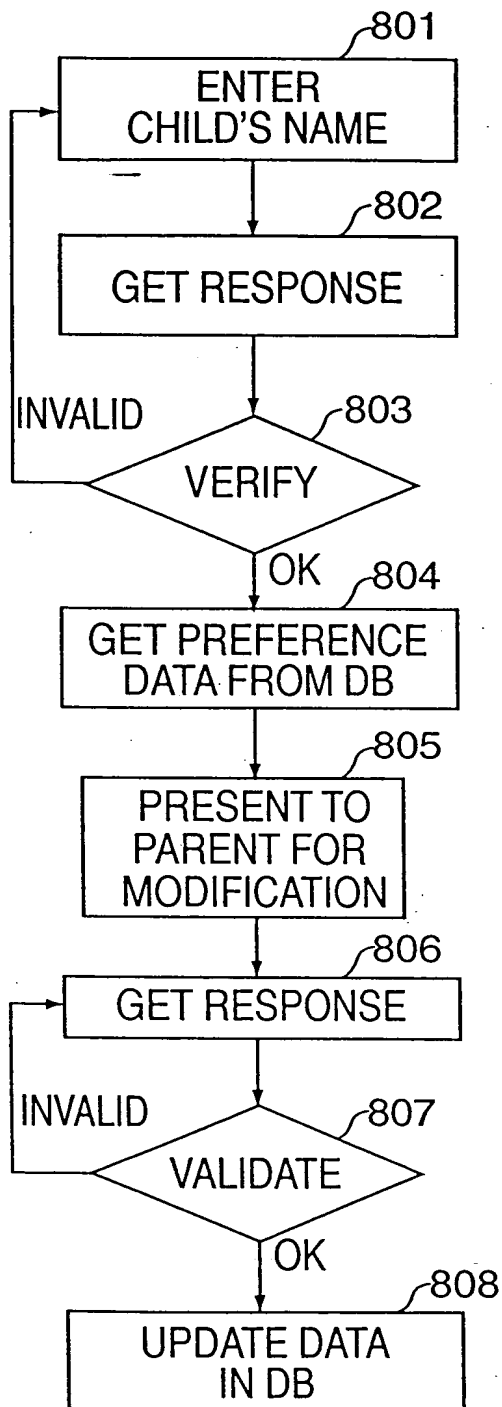 801
ENTER
CHILD'S NAME
802
GET RESPONSE
INVALID
803
VERIFY
OK
804
GET PREFERENCE
DATA FROM DB
805
PRESENT TO
PARENT FOR
MODIFICATION
806
GET RESPONSE
INVALID
807
VALIDATE
OK
808
UPDATE DATA
IN DB